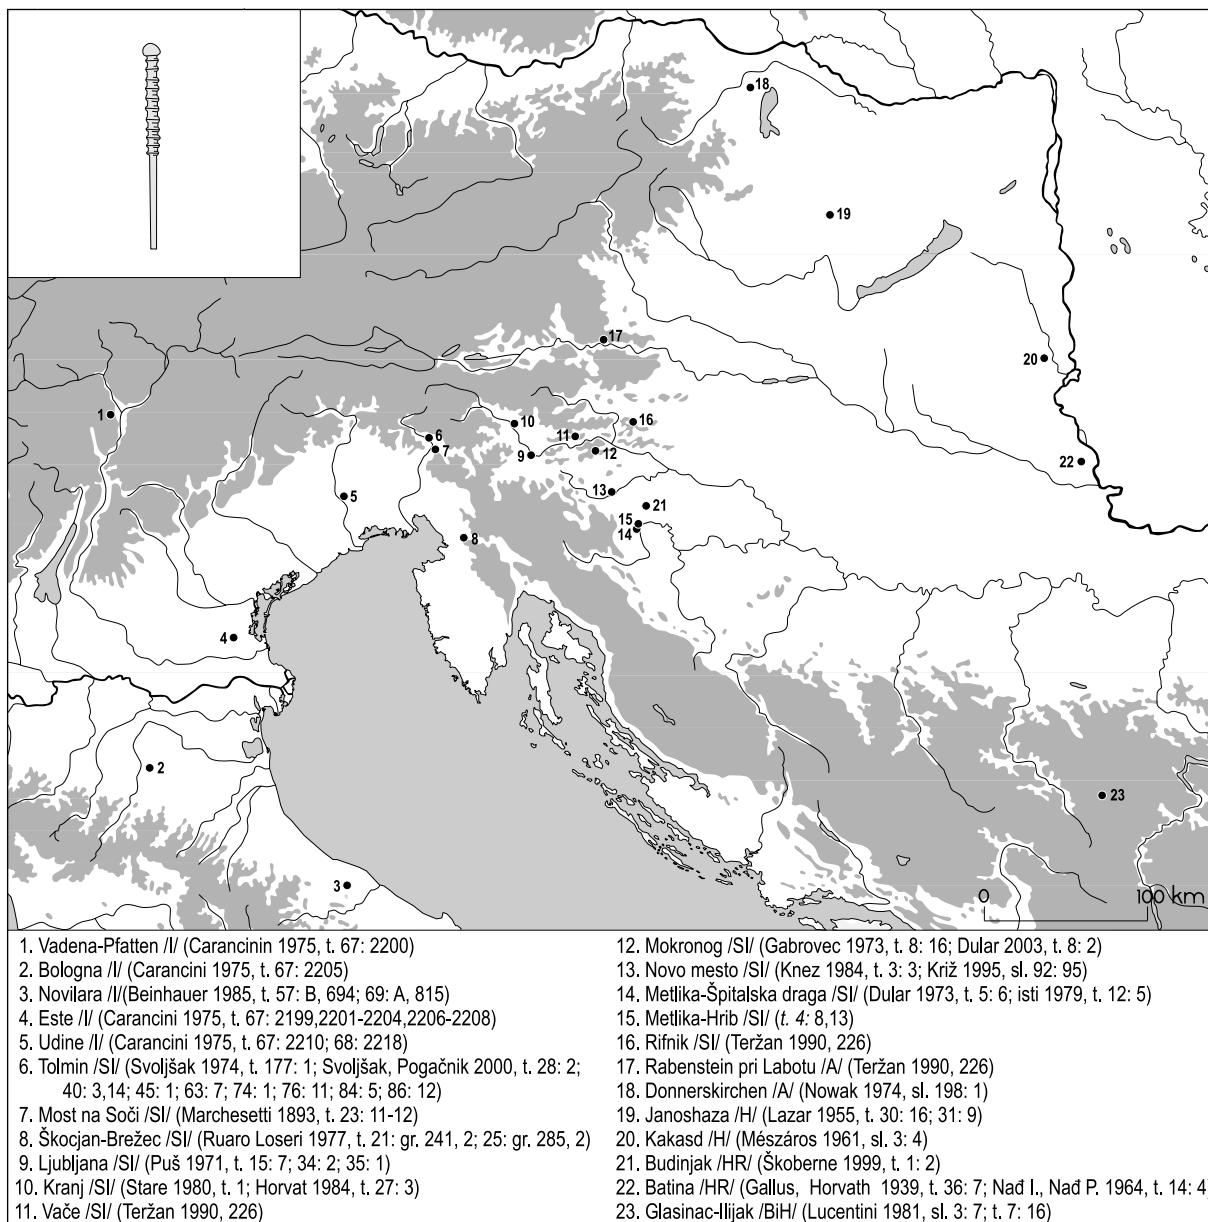 18
19
17
20
1
10
16
6
11
7
9
12
22
5
13
21
15
14
8
4
2
23
3
0
100 km
1. Vadena-Pfatten /I/ (Carancinin 1975, t. 67: 2200)
2. Bologna /I/ (Carancini 1975, t. 67: 2205)
3. Novilara /I/(Beinhauer 1985, t. 57: B, 694; 69: A, 815)
4. Este /I/ (Carancini 1975, t. 67: 2199,2201-2204,2206-2208)
5. Udine /I/ (Carancini 1975, t. 67: 2210; 68: 2218)
6. Tolmin /SI/ (Svoljšak 1974, t. 177: 1; Svoljšak, Pogačnik 2000, t. 28: 2;
40: 3,14; 45: 1; 63: 7; 74: 1; 76: 11; 84: 5; 86: 12)
7. Most na Soči /SI/ (Marchesetti 1893, t. 23: 11-12)
8. Škocjan-Brežec /SI/ (Ruaro Loseri 1977, t. 21: gr. 241, 2; 25: gr. 285, 2)
9. Ljubljana /SI/ (Puš 1971, t. 15: 7; 34: 2; 35: 1)
10. Kranj /SI/ (Stare 1980, t. 1; Horvat 1984, t. 27: 3)
11. Vače /SI/ (Teržan 1990, 226)
12. Mokronog /SI/ (Gabrovec 1973, t. 8: 16; Dular 2003, t. 8: 2)
13. Novo mesto /SI/ (Knez 1984, t. 3: 3; Križ 1995, sl. 92: 95)
14. Metlika-Špitalska draga /SI/ (Dular 1973, t. 5: 6; isti 1979, t. 12: 5)
15. Metlika-Hrib /SI/ (t. 4: 8,13)
16. Rifnik /SI/ (Teržan 1990, 226)
17. Rabenstein pri Labotu /A/ (Teržan 1990, 226)
18. Donnerskirchen /A/ (Nowak 1974, sl. 198: 1)
19. Janoshaza /H/ (Lazar 1955, t. 30: 16; 31: 9)
20. Kakasd /H/ (Mészáros 1961, sl. 3: 4)
21. Budinjak /HR/ (Škoberne 1999, t. 1: 2)
22. Batina /HR/ (Gallus, Horvath 1939, t. 36: 7; Nađ I., Nađ P. 1964, t. 14: 4)
23. Glasinac-Ilijak /BiH/ (Lucentini 1981, sl. 3: 7; t. 7: 16)